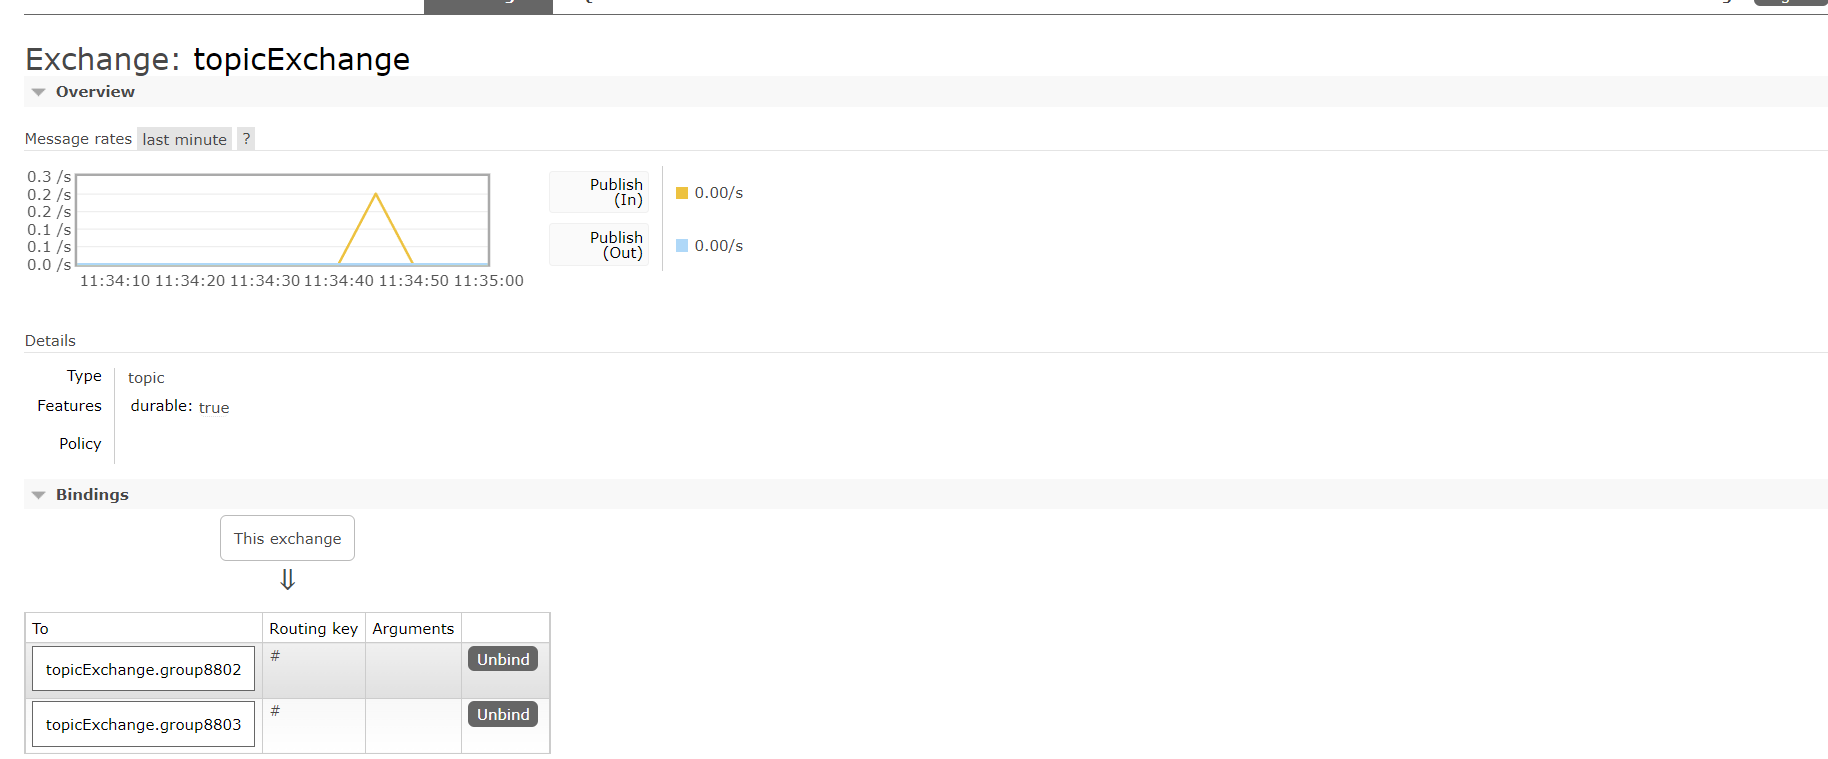 Exchange: topicExchange
Overview
Message rates last minute ?
0.3 /s
0.2 /s
0.2 /s
0.1 /s
0.1 /s
0.0 /s
11:34:10 11:34:20 11:34:30 11:34:40 11:34:50 11:35:00
Publish
(In)
0.00/s
Publish
(Out)
0.00/s
Details
Type topic
Features durable: true
Policy
Bindings
This exchange
⇓
To Routing key Arguments
topicExchange.group8802 # Unbind
topicExchange.group8803 # Unbind